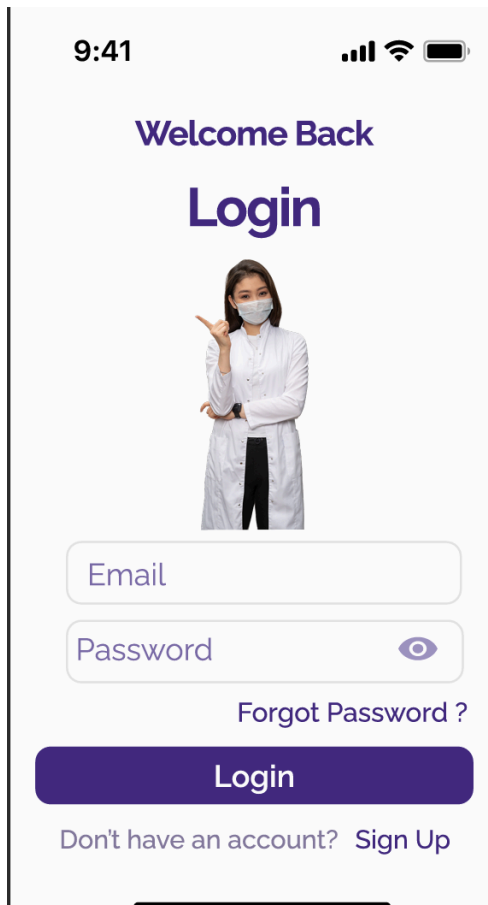 9:41
Welcome Back
Login
Email
Password
Forgot Password ?
Login
Don't have an account? Sign Up